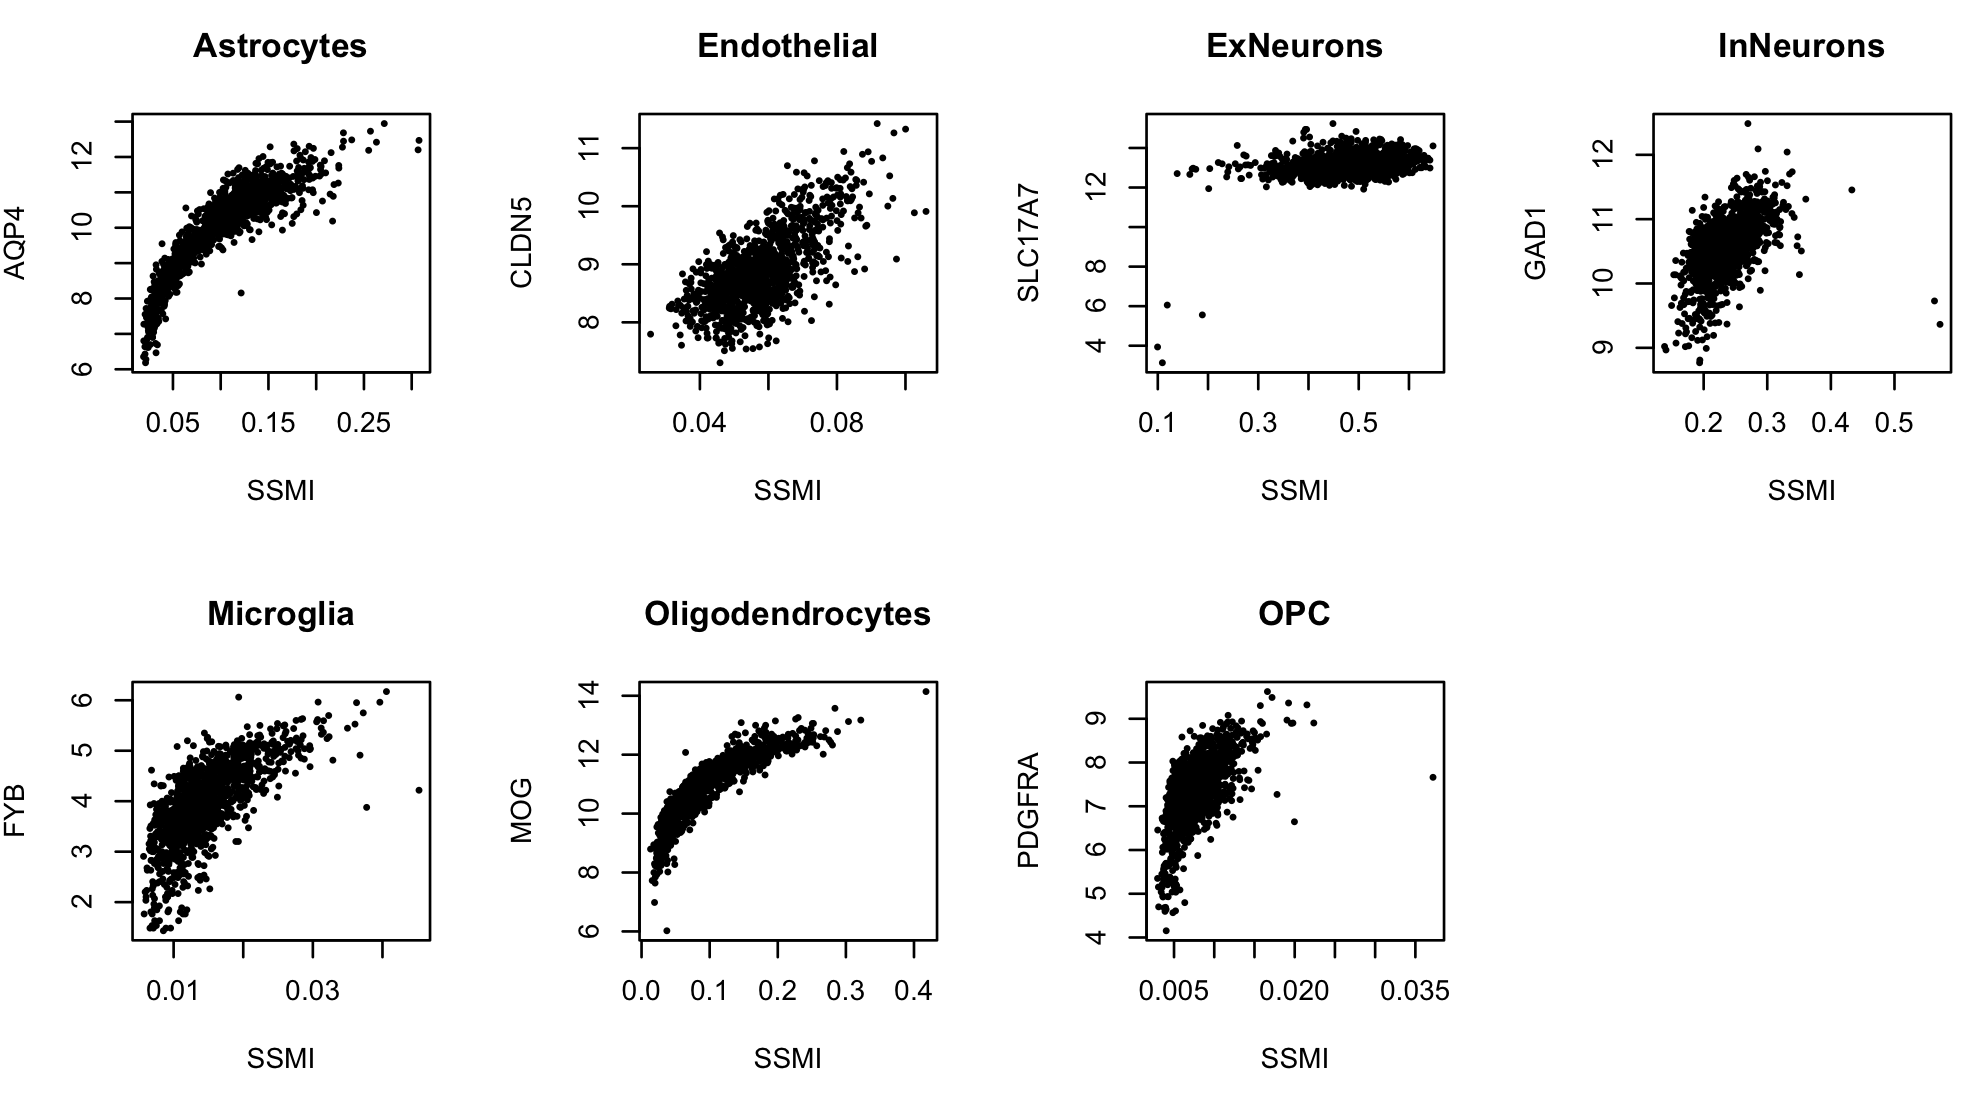 Astrocytes
AQP4
6 8 10 12
0.05 0.15 0.25
SSMI
Endothelial
CLDN5
8 9 10 11
0.04 0.08
SSMI
ExNeurons
SLC17A7
4 6 8 12
0.1 0.3 0.5
SSMI
InNeurons
GAD1
9 10 11 12
0.2 0.3 0.4 0.5
SSMI
Microglia
FYB
2 3 4 5 6
0.01 0.03
SSMI
Oligodendrocytes
MOG
6 8 10 12 14
0.0 0.1 0.2 0.3 0.4
SSMI
OPC
PDGFRA
4 5 6 7 8 9
0.005 0.020 0.035
SSMI